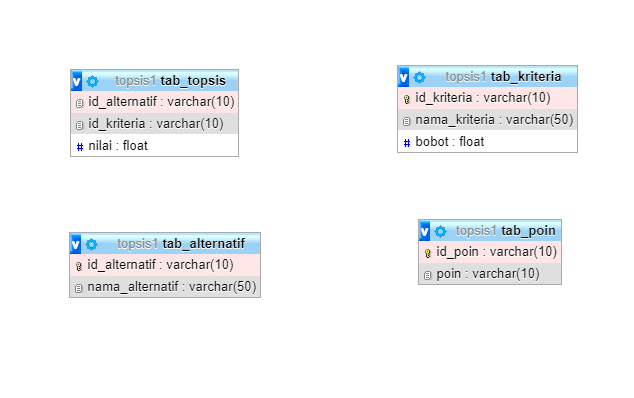 v topsis1 tab_topsis
id_alternatif : varchar(10)
id_kriteria : varchar(10)
# nilai : float
v topsis1 tab_kriteria
id_kriteria : varchar(10)
nama_kriteria : varchar(50)
# bobot : float
v topsis1 tab_alternatif
id_alternatif : varchar(10)
nama_alternatif : varchar(50)
v topsis1 tab_poin
id_poin : varchar(10)
poin : varchar(10)